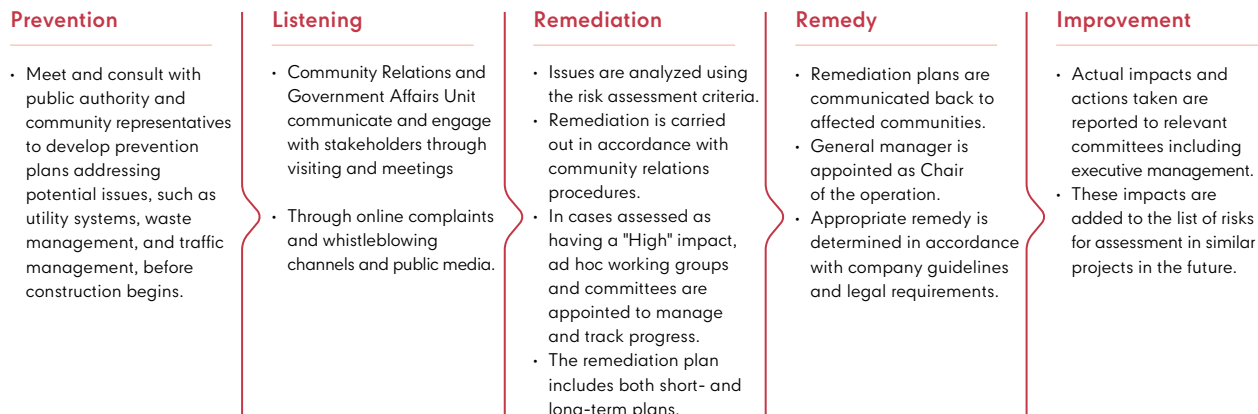 Prevention
• Meet and consult with
public authority and
community representatives
to develop prevention
plans addressing
potential issues, such as
utility systems, waste
management, and traffic
management, before
construction begins.
Listening
• Community Relations and
Government Affairs Unit
communicate and engage
with stakeholders through
visiting and meetings
• Through online complaints
and whistleblowing
channels and public media.
Remediation
• Issues are analyzed using
the risk assessment criteria.
• Remediation is carried
out in accordance with
community relations
procedures.
• In cases assessed as
having a "High" impact,
ad hoc working groups
and committees are
appointed to manage
and track progress.
• The remediation plan
includes both short- and
long-term plans.
Remedy
• Remediation plans are
communicated back to
affected communities.
• General manager is
appointed as Chair
of the operation.
• Appropriate remedy is
determined in accordance
with company guidelines
and legal requirements.
Improvement
• Actual impacts and
actions taken are
reported to relevant
committees including
executive management.
• These impacts are
added to the list of risks
for assessment in similar
projects in the future.